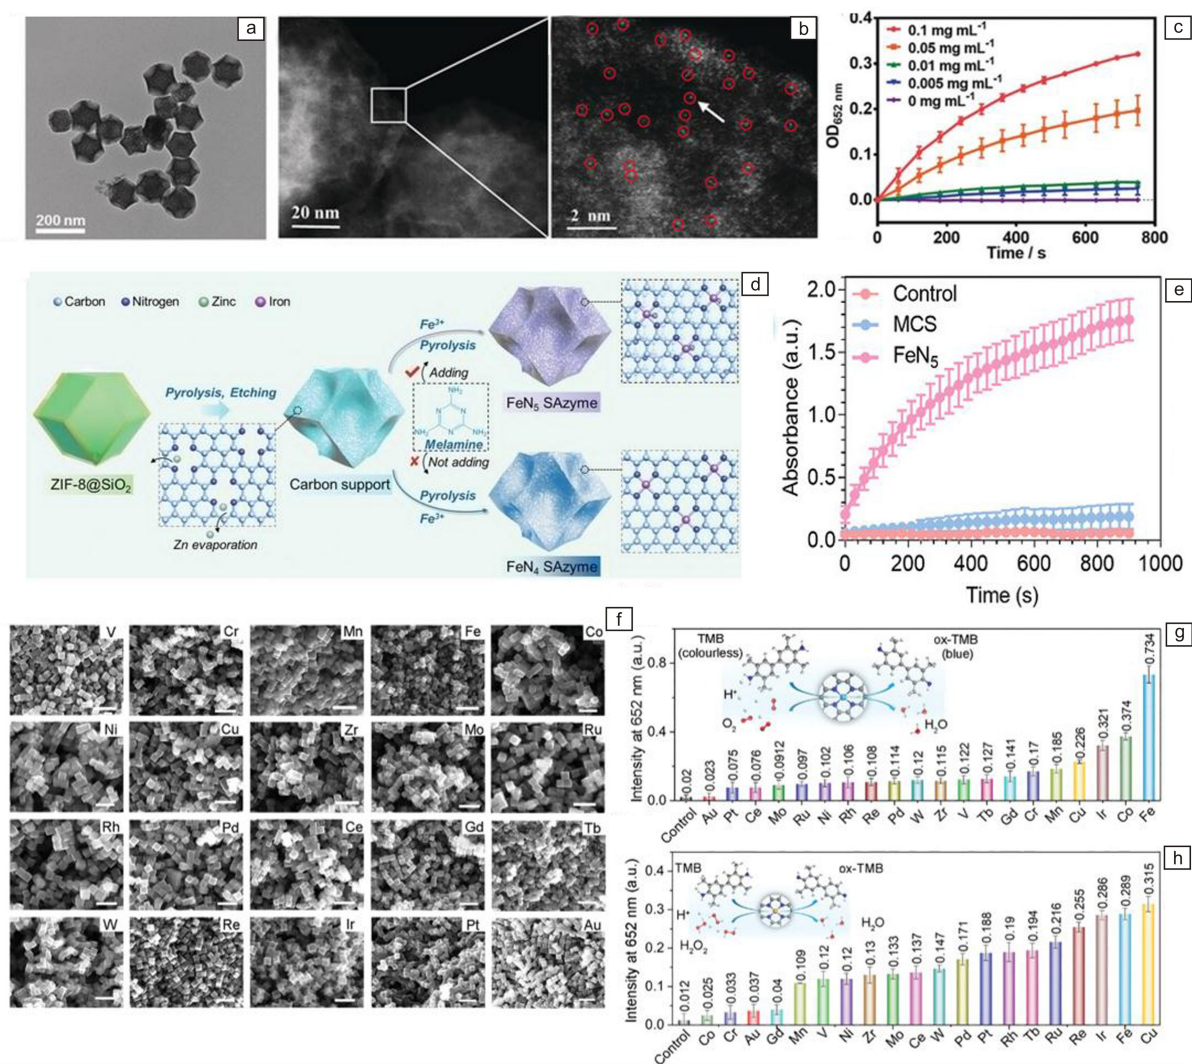 a
200 nm
b
20 nm
2 nm
c
0.4
0.3
0.2
0.1
0.0
OD652 nm
0.1 mg mL⁻¹
0.05 mg mL⁻¹
0.01 mg mL⁻¹
0.005 mg mL⁻¹
0 mg mL⁻¹
0 200 400 600 800
Time / s
d
Carbon Nitrogen Zinc Iron
ZIF-8@SiO₂
Pyrolysis, Etching
Zn evaporation
Carbon support
Fe³⁺
Pyrolysis
Adding
NH₂
NH₂ NH₂
Melamine
Not adding
Pyrolysis
Fe³⁺
FeN₅ SAzyme
FeN₄ SAzyme
e
2.0
1.5
1.0
0.5
0.0
Absorbance (a.u.)
Control
MCS
FeN₅
0 200 400 600 800 1000
Time (s)
f
V Cr Mn Fe Co
Ni Cu Zr Mo Ru
Rh Pd Ce Gd Tb
W Re Ir Pt Au
g
Intensity at 652 nm (a.u.)
0.8
0.4
0.0
TMB
(colourless)
ox-TMB
(blue)
H⁺
O₂
H₂O
0.02 0.023 0.075 0.076 0.0912 0.097 0.102 0.106 0.108 0.114 0.12 0.115 0.122 0.127 0.141 0.17 0.185 0.226 0.321 0.374 0.734
Control Au Pt Ce Mo Ru Ni Rh Re Pd W Zr V Tb Gd Cr Mn Cu Ir Co Fe
h
Intensity at 652 nm (a.u.)
0.4
0.3
0.2
0.1
0.0
TMB
ox-TMB
H⁺
H₂O₂
H₂O
0.012 0.025 0.033 0.037 0.04 0.109 0.12 0.12 0.13 0.133 0.137 0.147 0.171 0.188 0.19 0.194 0.216 0.255 0.286 0.289 0.315
Control Co Cr Au Gd Mn V Ni Zr Mo Ce W Pd Pt Rh Tb Ru Re Ir Fe Cu